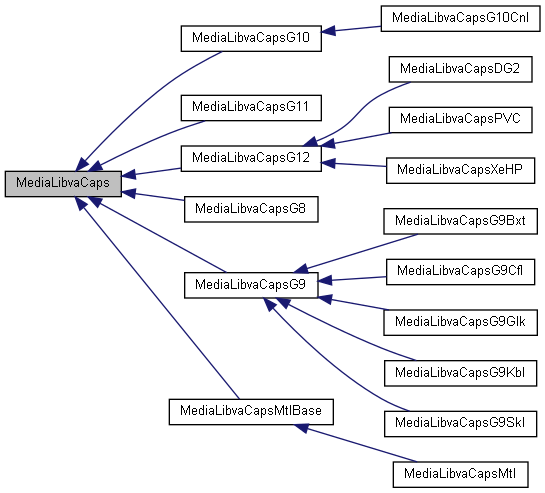 MediaLibvaCaps
MediaLibvaCapsG10
MediaLibvaCapsG10Cnl
MediaLibvaCapsG11
MediaLibvaCapsG12
MediaLibvaCapsDG2
MediaLibvaCapsPVC
MediaLibvaCapsXeHP
MediaLibvaCapsG8
MediaLibvaCapsG9
MediaLibvaCapsG9Bxt
MediaLibvaCapsG9Cfl
MediaLibvaCapsG9Glk
MediaLibvaCapsG9Kbl
MediaLibvaCapsG9Skl
MediaLibvaCapsMtlBase
MediaLibvaCapsMtl